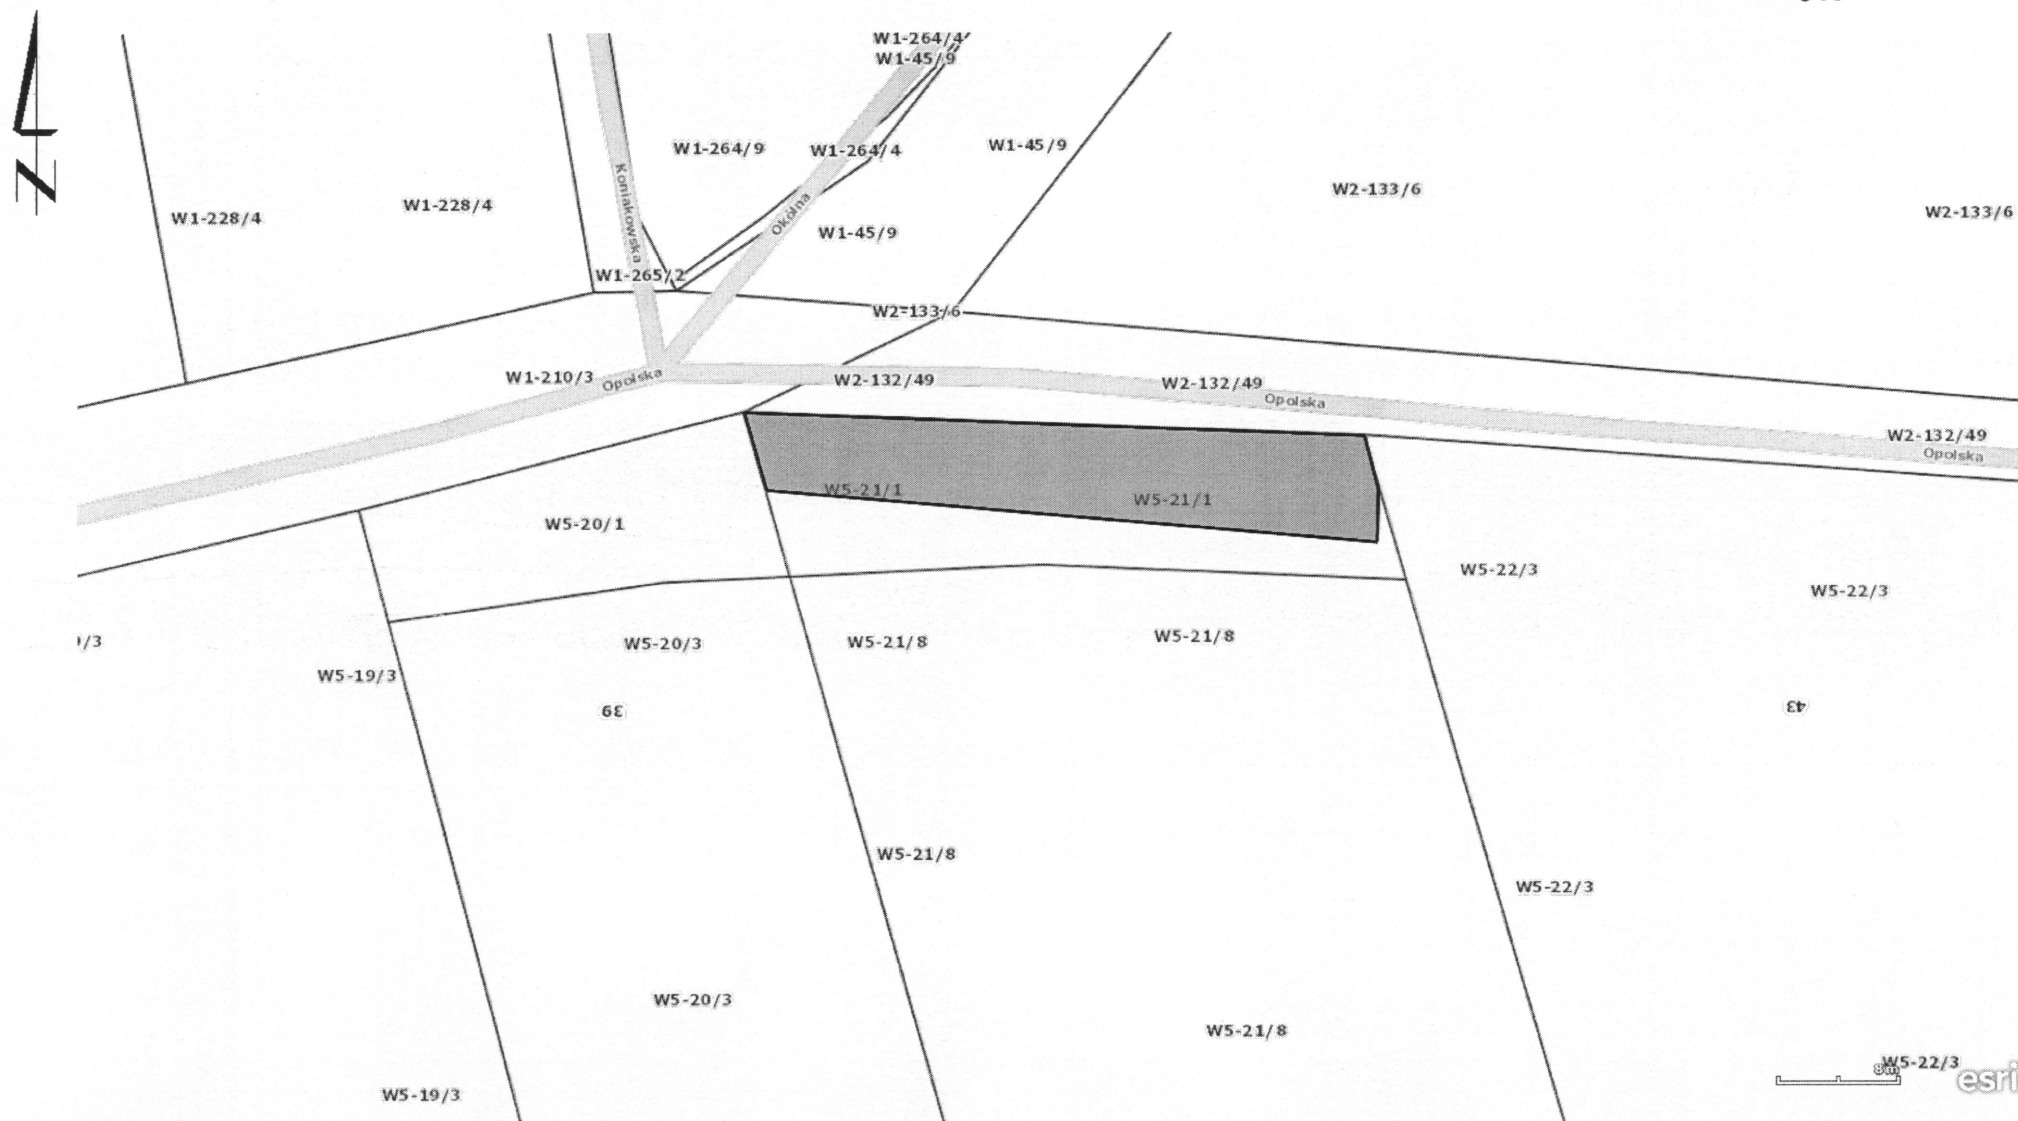 W1-264/4
W1-45/9
W1-264/9
W1-264/4
W1-45/9
W2-133/6
W1-228/4
W1-228/4
Koniakowska
Okólna
W1-45/9
W2-133/6
W1-265/2
W2-133/6
W1-210/3
Opolska
W2-132/49
W2-132/49
Opolska
W2-132/49
Opolska
W5-21/1
W5-21/1
W5-20/1
W5-22/3
W5-22/3
/3
W5-20/3
W5-21/8
W5-21/8
W5-19/3
39
43
W5-21/8
W5-22/3
W5-20/3
W5-21/8
W5-22/3
8m
esri
W5-19/3
N